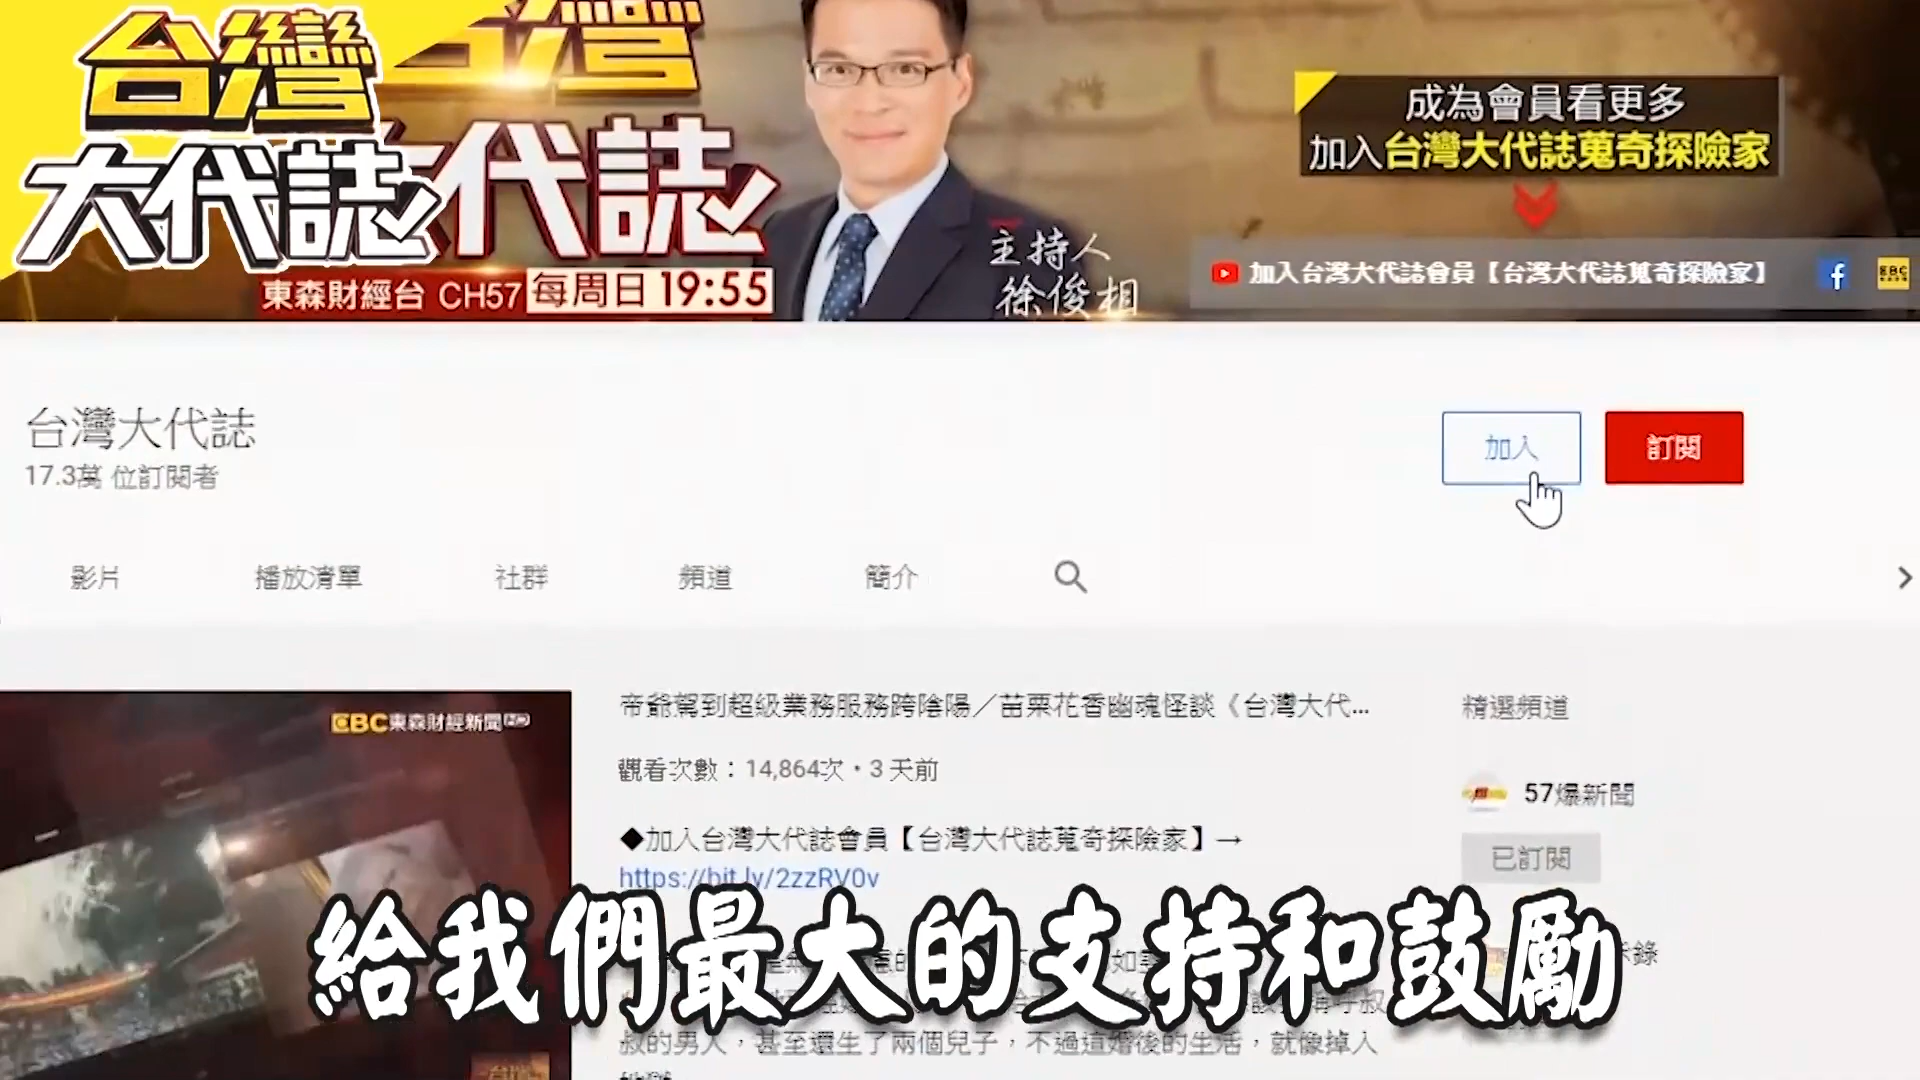 台灣
大代誌
台灣
大代誌
東森財經台 CH57 每周日 19:55
主持人
徐俊相
成為會員看更多
加入台灣大代誌蒐奇探險家
加入台灣大代誌會員【台灣大代誌蒐奇探險家】
EBC
台灣大代誌
17.3萬 位訂閱者
加入
訂閱
影片
播放清單
社群
頻道
簡介
EBC東森財經新聞
帝爺駕到超級業務服務跨陰陽／苗栗花香幽魂怪談《台灣大代...
觀看次數：14,864次・3 天前
◆加入台灣大代誌會員【台灣大代誌蒐奇探險家】→
https://bit.ly/2zzRV0v
精選頻道
57爆新聞
已訂閱
給我們最大的支持和鼓勵
叔的男人，甚至還生了兩個兒子，不過這婚後的生活，就像掉入